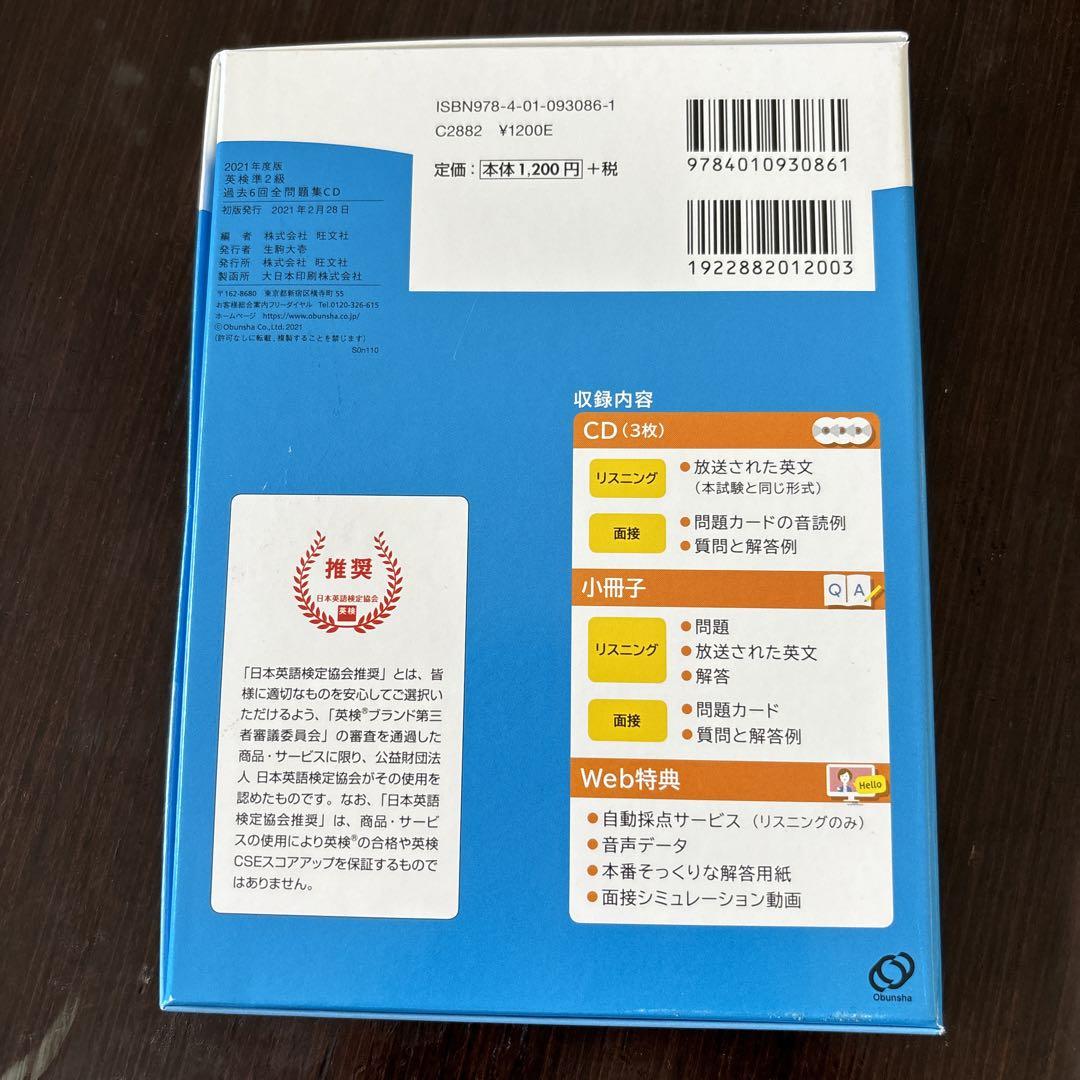 ISBN978-4-01-093086-1
C2882 ¥1200E
定価：本体1,200円+税
9784010930861
1922882012003
2021年度版
英検準2級
過去6回全問題集CD
初版発行 2021年2月28日
編 者 株式会社 旺文社
発行者 生駒大壱
発行所 株式会社 旺文社
製函所 大日本印刷株式会社
〒162-8680 東京都新宿区横寺町55
お客様総合案内フリーダイヤル Tel.0120-326-615
ホームページ https://www.obunsha.co.jp/
©Obunsha Co.,Ltd. 2021
(許可なしに転載、複製することを禁じます)
S0n110
収録内容
CD（3枚）
リスニング
●放送された英文
（本試験と同じ形式）
面接
●問題カードの音読例
●質問と解答例
小冊子
Q A
リスニング
●問題
●放送された英文
●解答
面接
●問題カード
●質問と解答例
Web特典
Hello
●自動採点サービス（リスニングのみ）
●音声データ
●本番そっくりな解答用紙
●面接シミュレーション動画
推奨
日本英語検定協会
英検
「日本英語検定協会推奨」とは、皆
様に適切なものを安心してご選択い
ただけるよう、「英検®ブランド第三
者審議委員会」の審査を通過した
商品・サービスに限り、公益財団法
人 日本英語検定協会がその使用を
認めたものです。なお、「日本英語
検定協会推奨」は、商品・サービ
スの使用により英検®の合格や英検
CSEスコアアップを保証するもので
はありません。
Obunsha